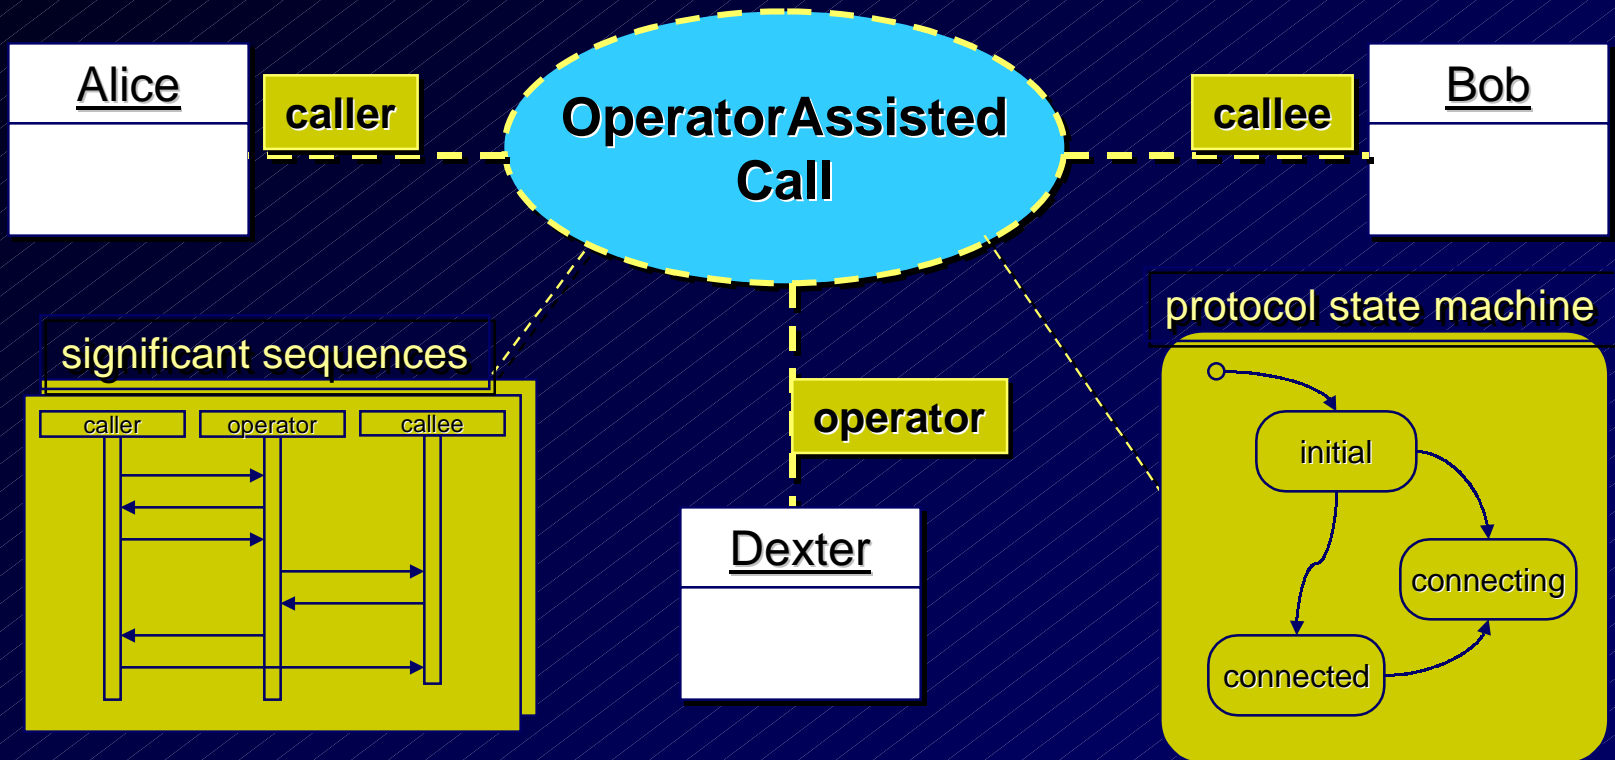 Alice
caller
OperatorAssisted
Call
callee
Bob
significant sequences
caller
operator
callee
operator
Dexter
protocol state machine
initial
connecting
connected